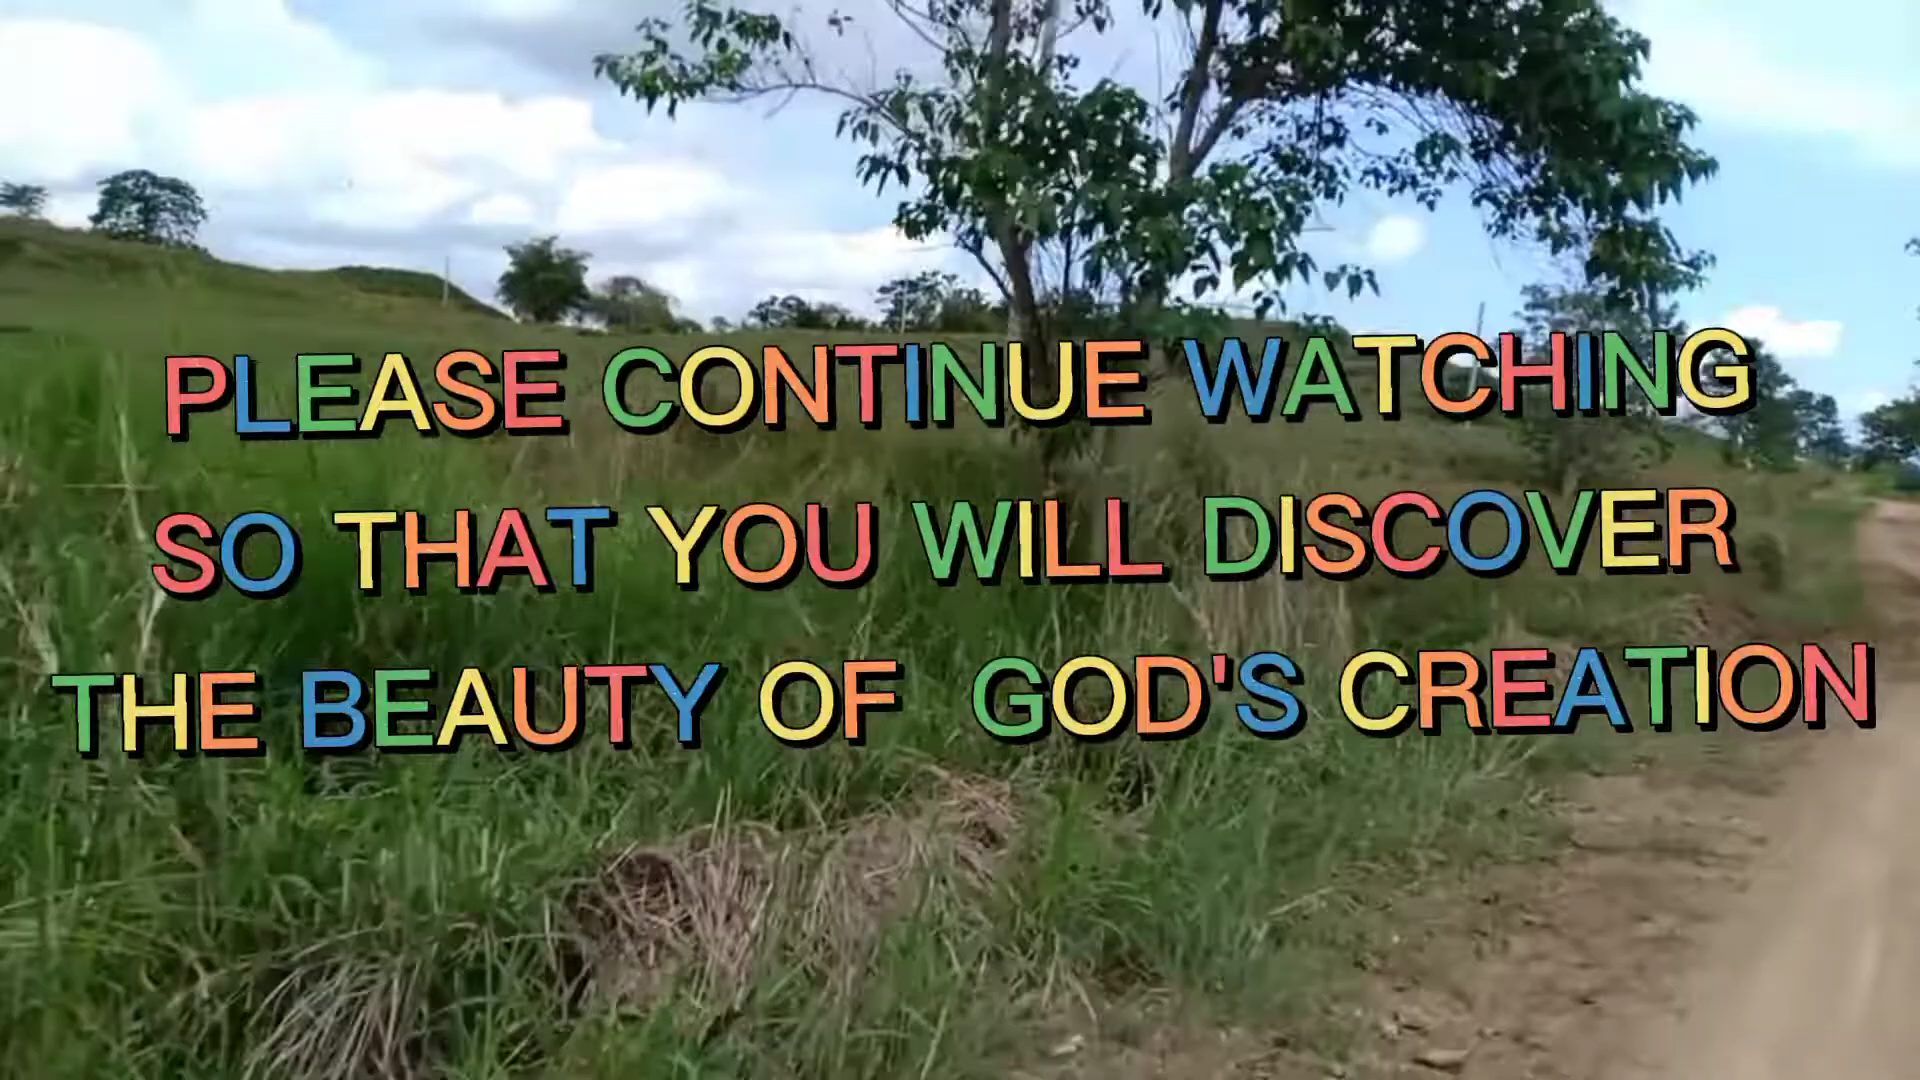 PLEASE CONTINUE WATCHING
SO THAT YOU WILL DISCOVER
THE BEAUTY OF GOD'S CREATION